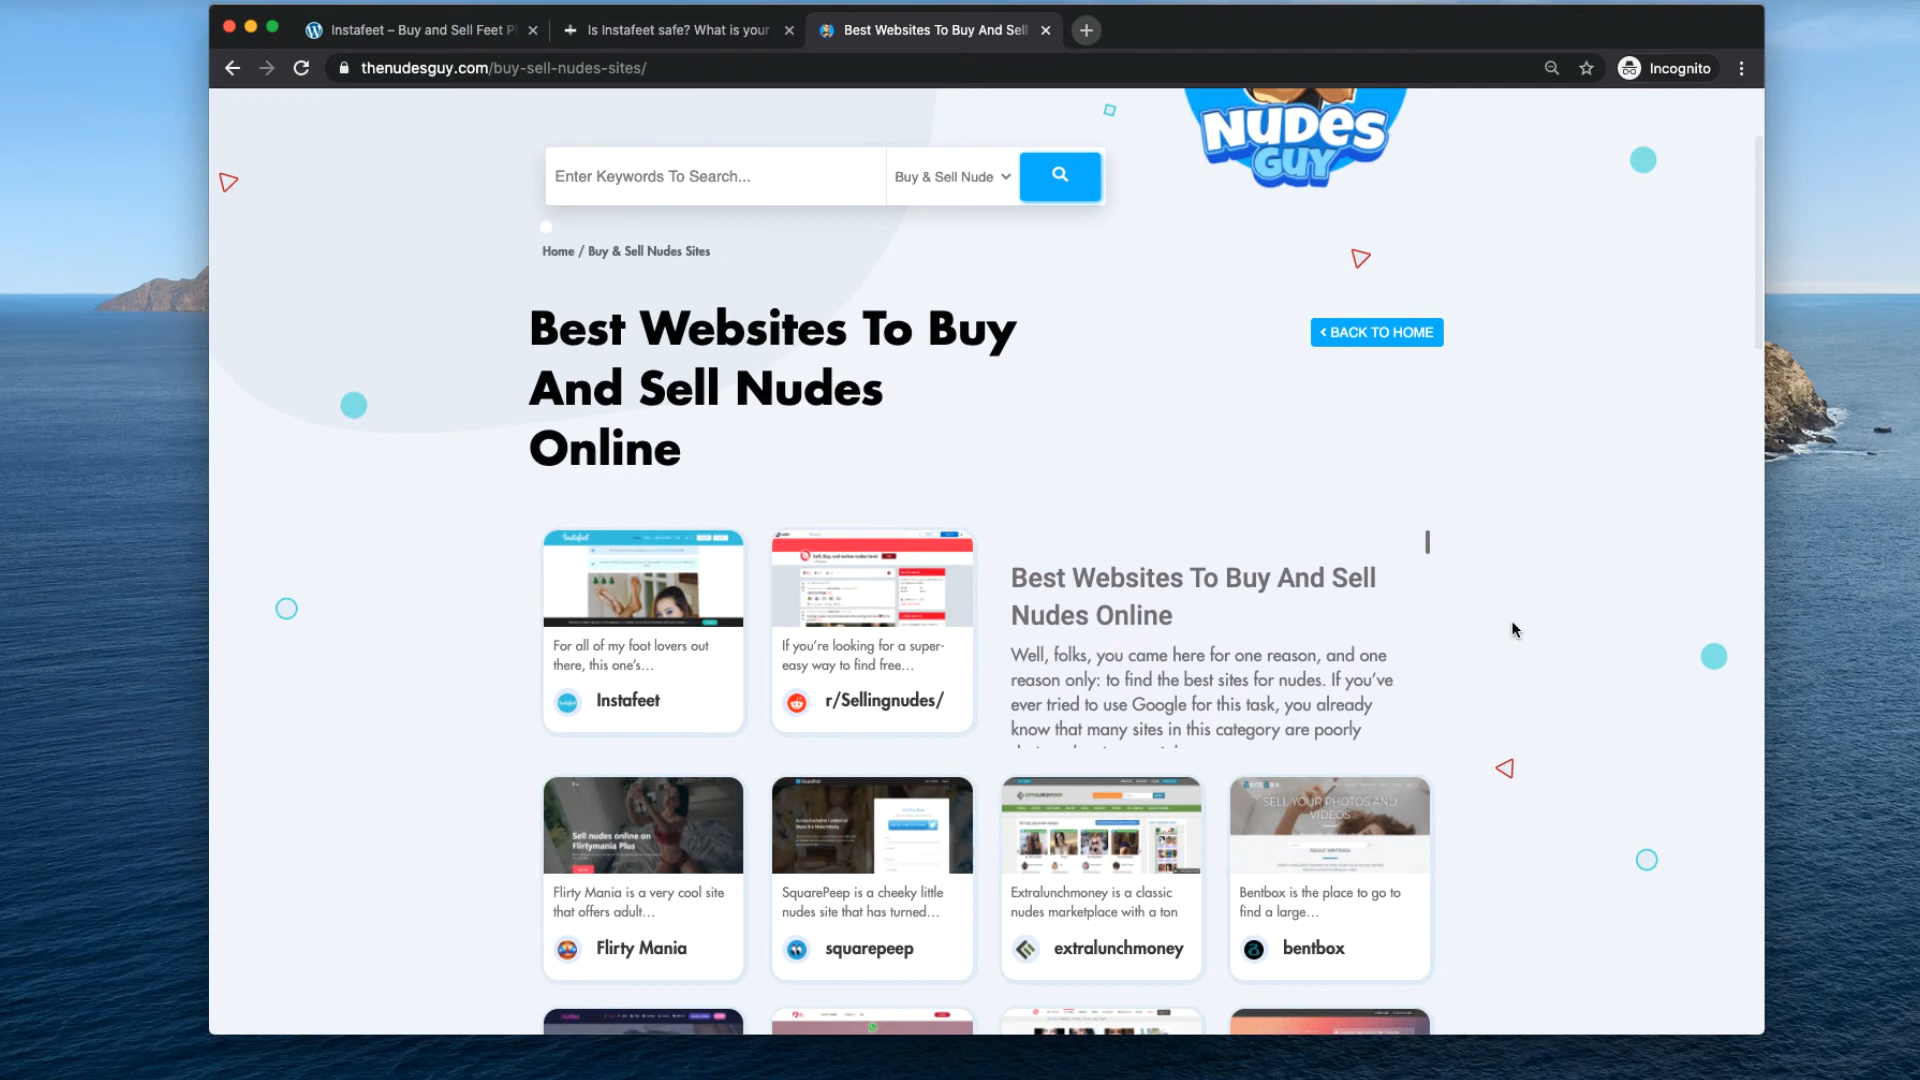 Instafeet – Buy and Sell Feet P
Is Instafeet safe? What is your
Best Websites To Buy And Sell
thenudesguy.com/buy-sell-nudes-sites/
Incognito
NUDES
GUY
Enter Keywords To Search...
Buy & Sell Nude
Home / Buy & Sell Nudes Sites
Best Websites To Buy
And Sell Nudes
Online
< BACK TO HOME
For all of my foot lovers out
there, this one's...
Instafeet
If you're looking for a super-
easy way to find free...
r/Sellingnudes/
Best Websites To Buy And Sell
Nudes Online
Well, folks, you came here for one reason, and one
reason only: to find the best sites for nudes. If you've
ever tried to use Google for this task, you already
know that many sites in this category are poorly
Sell nudes online on
Flirtymania Plus
Flirty Mania is a very cool site
that offers adult...
Flirty Mania
SquarePeep is a cheeky little
nudes site that has turned...
squarepeep
EXTRALUNCHMONEY
Extralunchmoney is a classic
nudes marketplace with a ton
extralunchmoney
SELL YOUR PHOTOS AND
VIDEOS
Bentbox is the place to go to
find a large...
bentbox